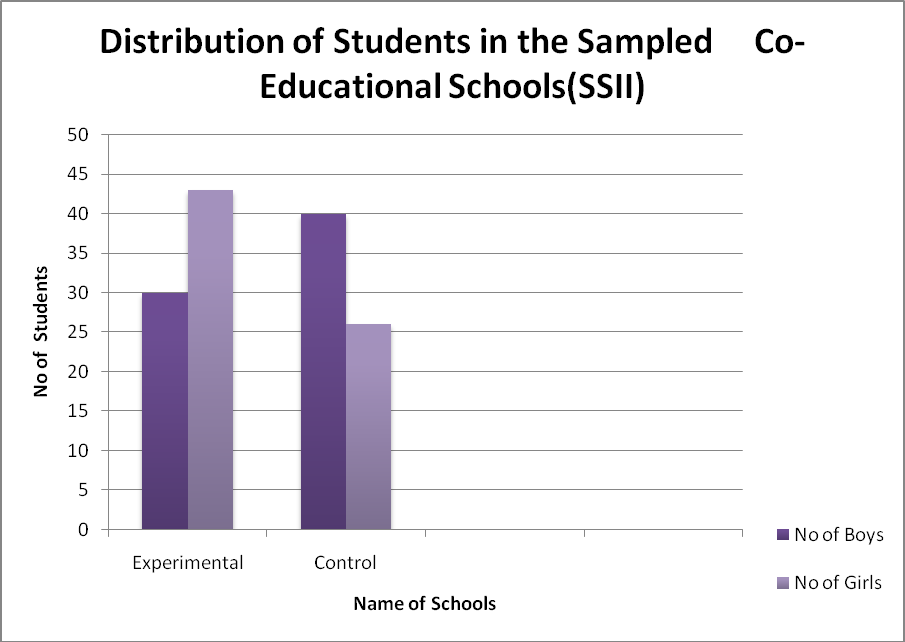 Distribution of Students in the Sampled Co-
Educational Schools(SSII)
50
45
40
35
30
25
20
15
10
5
0
No of Students
Experimental
Control
Name of Schools
No of Boys
No of Girls